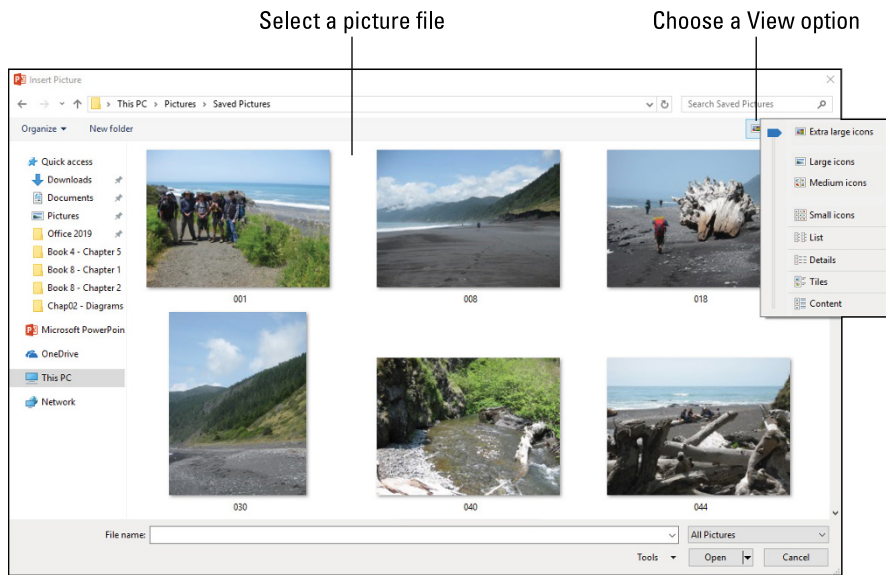 Select a picture file
Choose a View option
Insert Picture
This PC > Pictures > Saved Pictures
Search Saved Pictures
Organize
New folder
Extra large icons
Large icons
Medium icons
Small icons
List
Details
Tiles
Content
Quick access
Downloads
Documents
Pictures
Office 2019
Book 4 - Chapter 5
Book 8 - Chapter 1
Book 8 - Chapter 2
Chap02 - Diagrams
Microsoft PowerPoin
OneDrive
This PC
Network
001
008
018
030
040
044
File name:
All Pictures
Tools
Open
Cancel